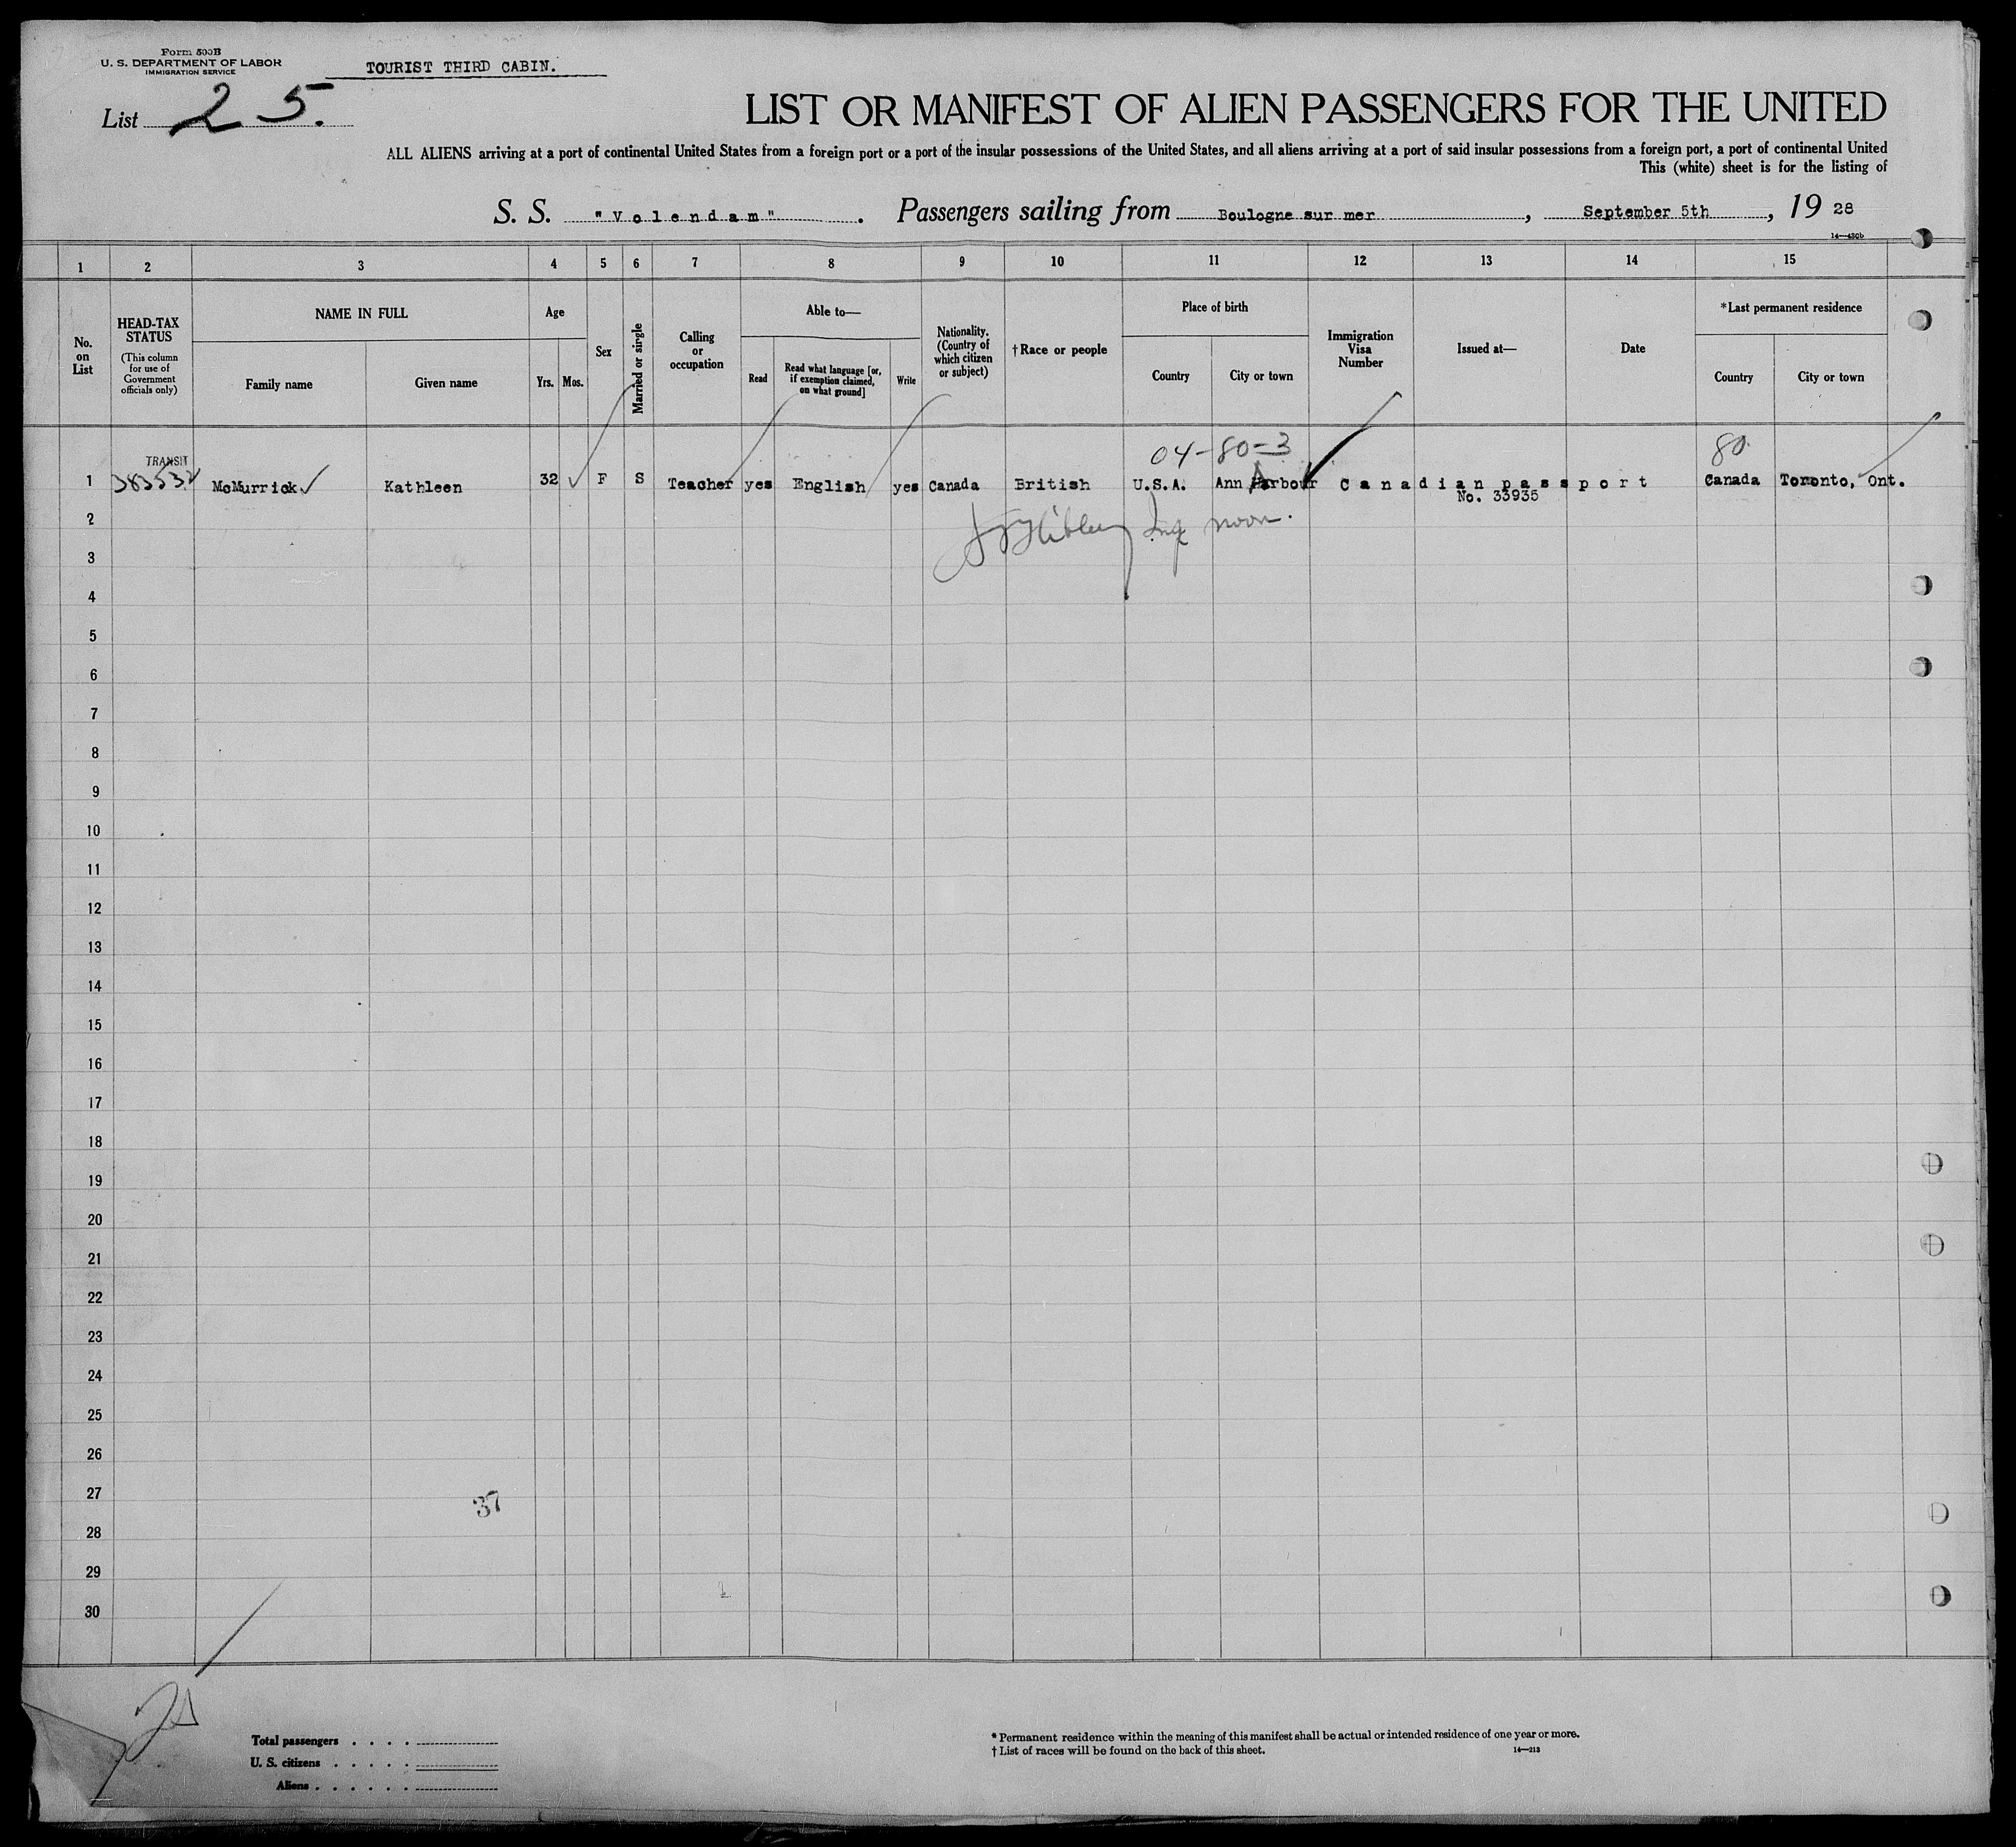 Form 500B
U. S. DEPARTMENT OF LABOR
IMMIGRATION SERVICE
TOURIST THIRD CABIN.
List 25.
LIST OR MANIFEST OF ALIEN PASSENGERS FOR THE UNITED
ALL ALIENS arriving at a port of continental United States from a foreign port or a port of the insular possessions of the United States, and all aliens arriving at a port of said insular possessions from a foreign port, a port of continental United
This (white) sheet is for the listing of
S. S. "Volendam". Passengers sailing from Boulogne sur mer, September 5th, 19 28
14—430b
1 2 3 4 5 6 7 8 9 10 11 12 13 14 15
No. on List
HEAD-TAX STATUS
(This column for use of Government officials only)
NAME IN FULL
Family name
Given name
Age
Yrs.
Mos.
Sex
Married or single
Calling or occupation
Able to—
Read
Read what language [or, if exemption claimed, on what ground]
Write
Nationality. (Country of which citizen or subject)
†Race or people
Place of birth
Country
City or town
Immigration Visa Number
Issued at—
Date
*Last permanent residence
Country
City or town
04-80-3
80
TRANSIT
1 383532 McMurrick Kathleen 32 F S Teacher yes English yes Canada British U.S.A. Ann Arbour Canadian passport Canada Toronto, Ont.
No. 33935
2
noon.
3
4
5
6
7
8
9
10
11
12
13
14
15
16
17
18
19
20
21
22
23
24
25
26
27
37
28
29
30
Total passengers
U. S. citizens
Aliens
* Permanent residence within the meaning of this manifest shall be actual or intended residence of one year or more.
† List of races will be found on the back of this sheet.
14—213